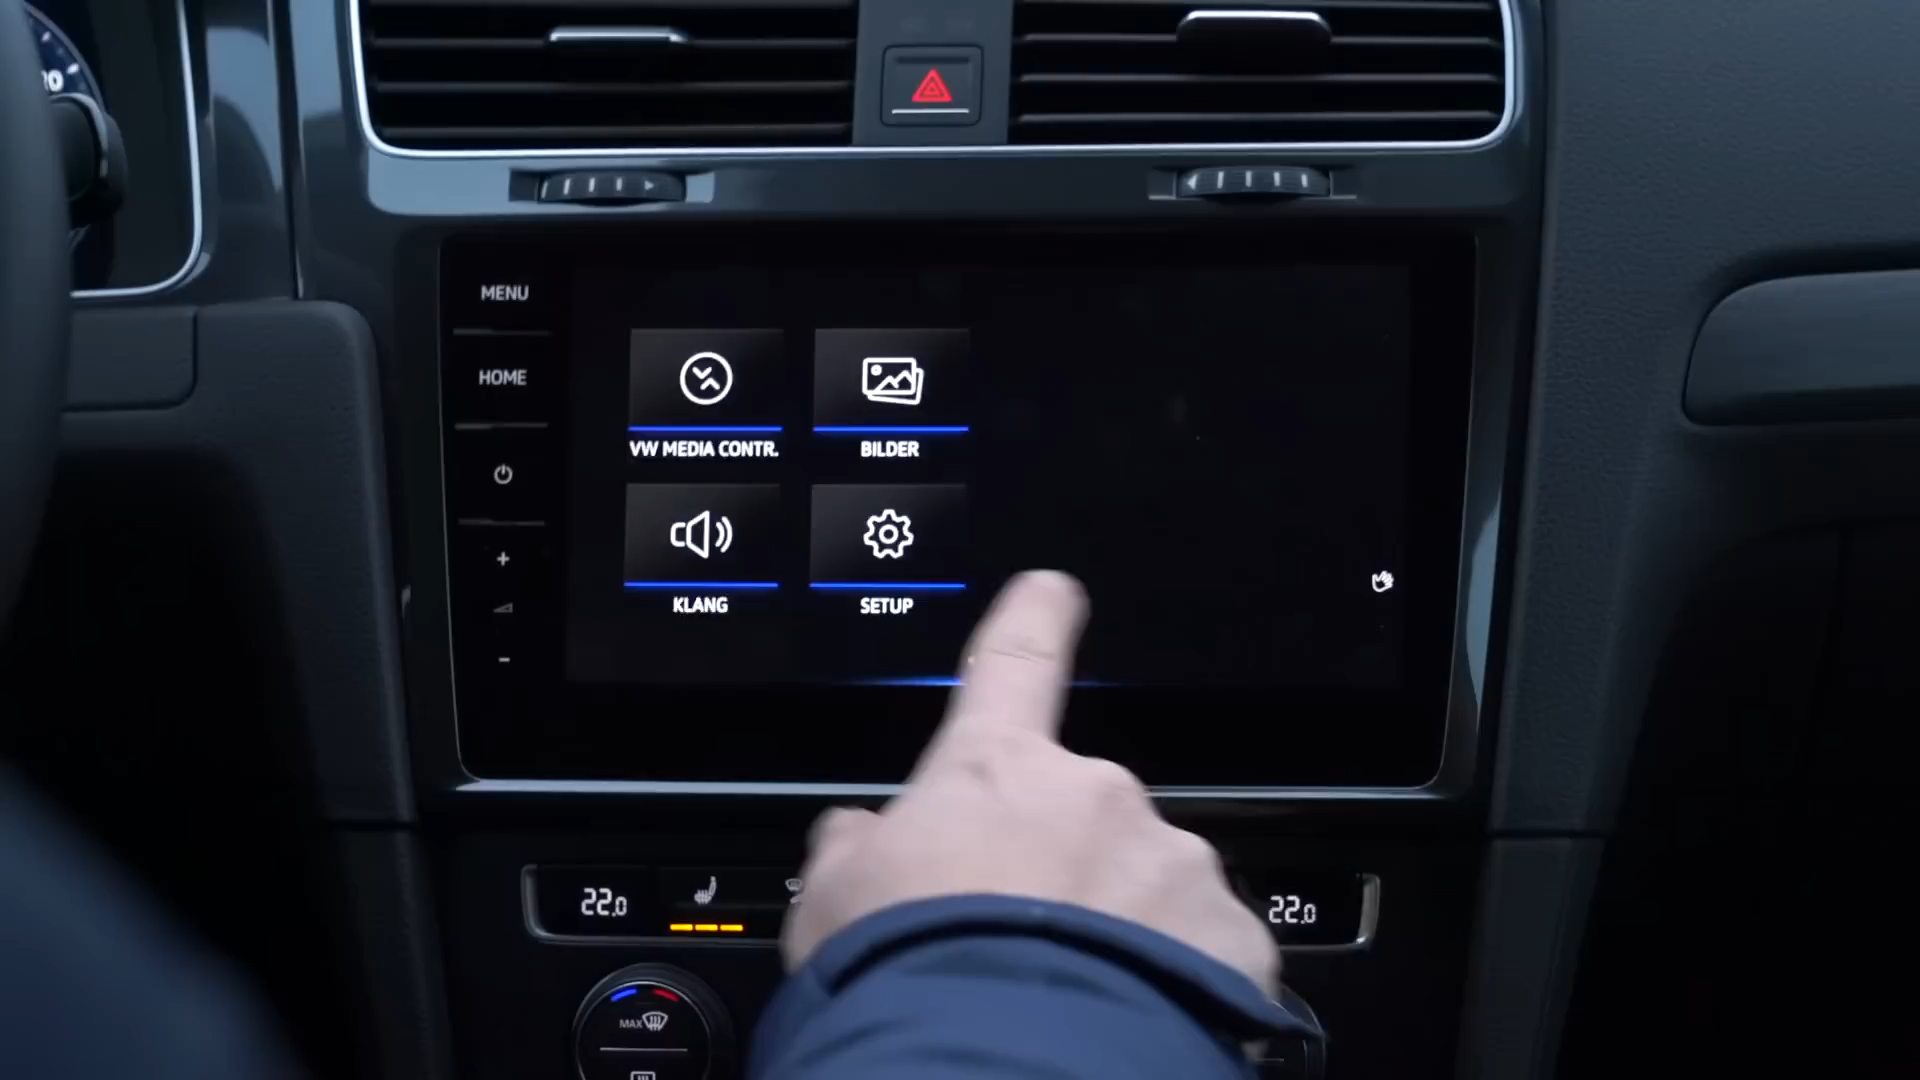 MENU
HOME
VW MEDIA CONTR.
BILDER
KLANG
SETUP
+
-
22.0
22.0
MAX